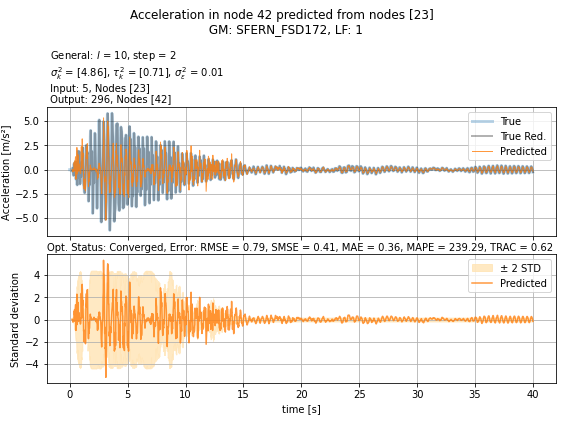 Acceleration in node 42 predicted from nodes [23]
GM: SFERN_FSD172, LF: 1
General: l = 10, step = 2
σ²ₖ = [4.86], τ²ₖ = [0.71], σ²ε = 0.01
Input: 5, Nodes [23]
Output: 296, Nodes [42]
Acceleration [m/s²]
5.0
2.5
0.0
−2.5
−5.0
True
True Red.
Predicted
Opt. Status: Converged, Error: RMSE = 0.79, SMSE = 0.41, MAE = 0.36, MAPE = 239.29, TRAC = 0.62
Standard deviation
4
2
0
−2
−4
± 2 STD
Predicted
0 5 10 15 20 25 30 35 40
time [s]